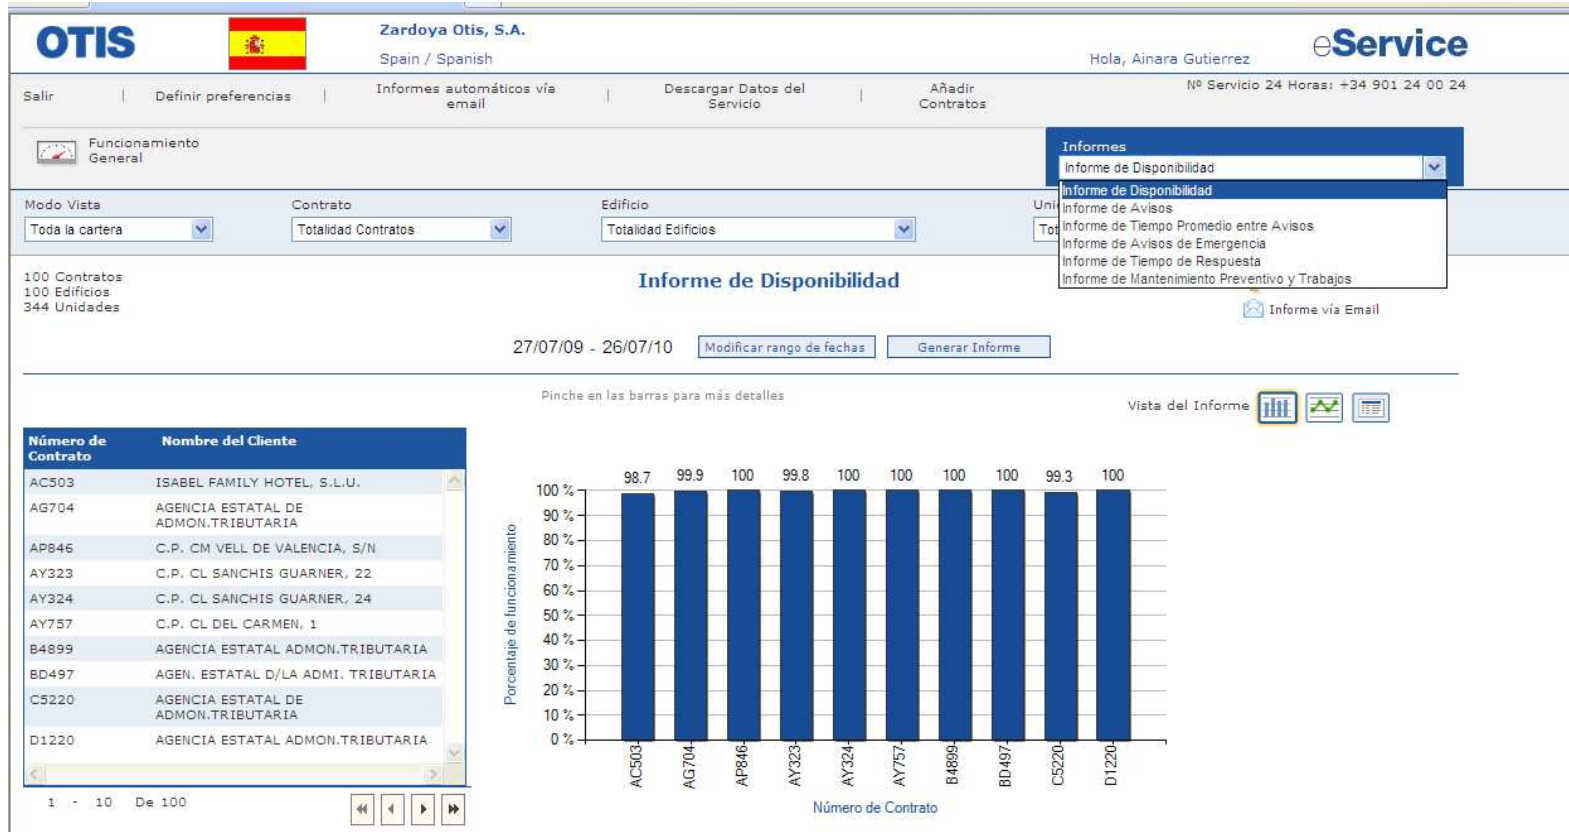 OTIS
Zardoya Otis, S.A.
Spain / Spanish
Hola, Ainara Gutierrez
eService
Salir | Definir preferencias | Informes automáticos vía email | Descargar Datos del Servicio | Añadir Contratos
Nº Servicio 24 Horas: +34 901 24 00 24
Funcionamiento
General
Informes
Informe de Disponibilidad
Informe de Disponibilidad
Informe de Avisos
Informe de Tiempo Promedio entre Avisos
Informe de Avisos de Emergencia
Informe de Tiempo de Respuesta
Informe de Mantenimiento Preventivo y Trabajos
Modo Vista
Toda la cartera
Contrato
Totalidad Contratos
Edificio
Totalidad Edificios
100 Contratos
100 Edificios
344 Unidades
Informe de Disponibilidad
Informe vía Email
27/07/09 - 26/07/10
Modificar rango de fechas
Generar Informe
Pinche en las barras para más detalles
Vista del Informe
Número de Contrato Nombre del Cliente
AC503 ISABEL FAMILY HOTEL, S.L.U.
AG704 AGENCIA ESTATAL DE
ADMON.TRIBUTARIA
AP846 C.P. CM VELL DE VALENCIA, S/N
AY323 C.P. CL SANCHIS GUARNER, 22
AY324 C.P. CL SANCHIS GUARNER, 24
AY757 C.P. CL DEL CARMEN, 1
B4899 AGENCIA ESTATAL ADMON.TRIBUTARIA
BD497 AGEN. ESTATAL D/LA ADMI. TRIBUTARIA
C5220 AGENCIA ESTATAL DE
ADMON.TRIBUTARIA
D1220 AGENCIA ESTATAL ADMON.TRIBUTARIA
1 - 10 De 100
98.7 99.9 100 99.8 100 100 100 100 99.3 100
Porcentaje de funcionamiento
100 %
90 %
80 %
70 %
60 %
50 %
40 %
30 %
20 %
10 %
0 %
AC503 AG704 AP846 AY323 AY324 AY757 B4899 BD497 C5220 D1220
Número de Contrato